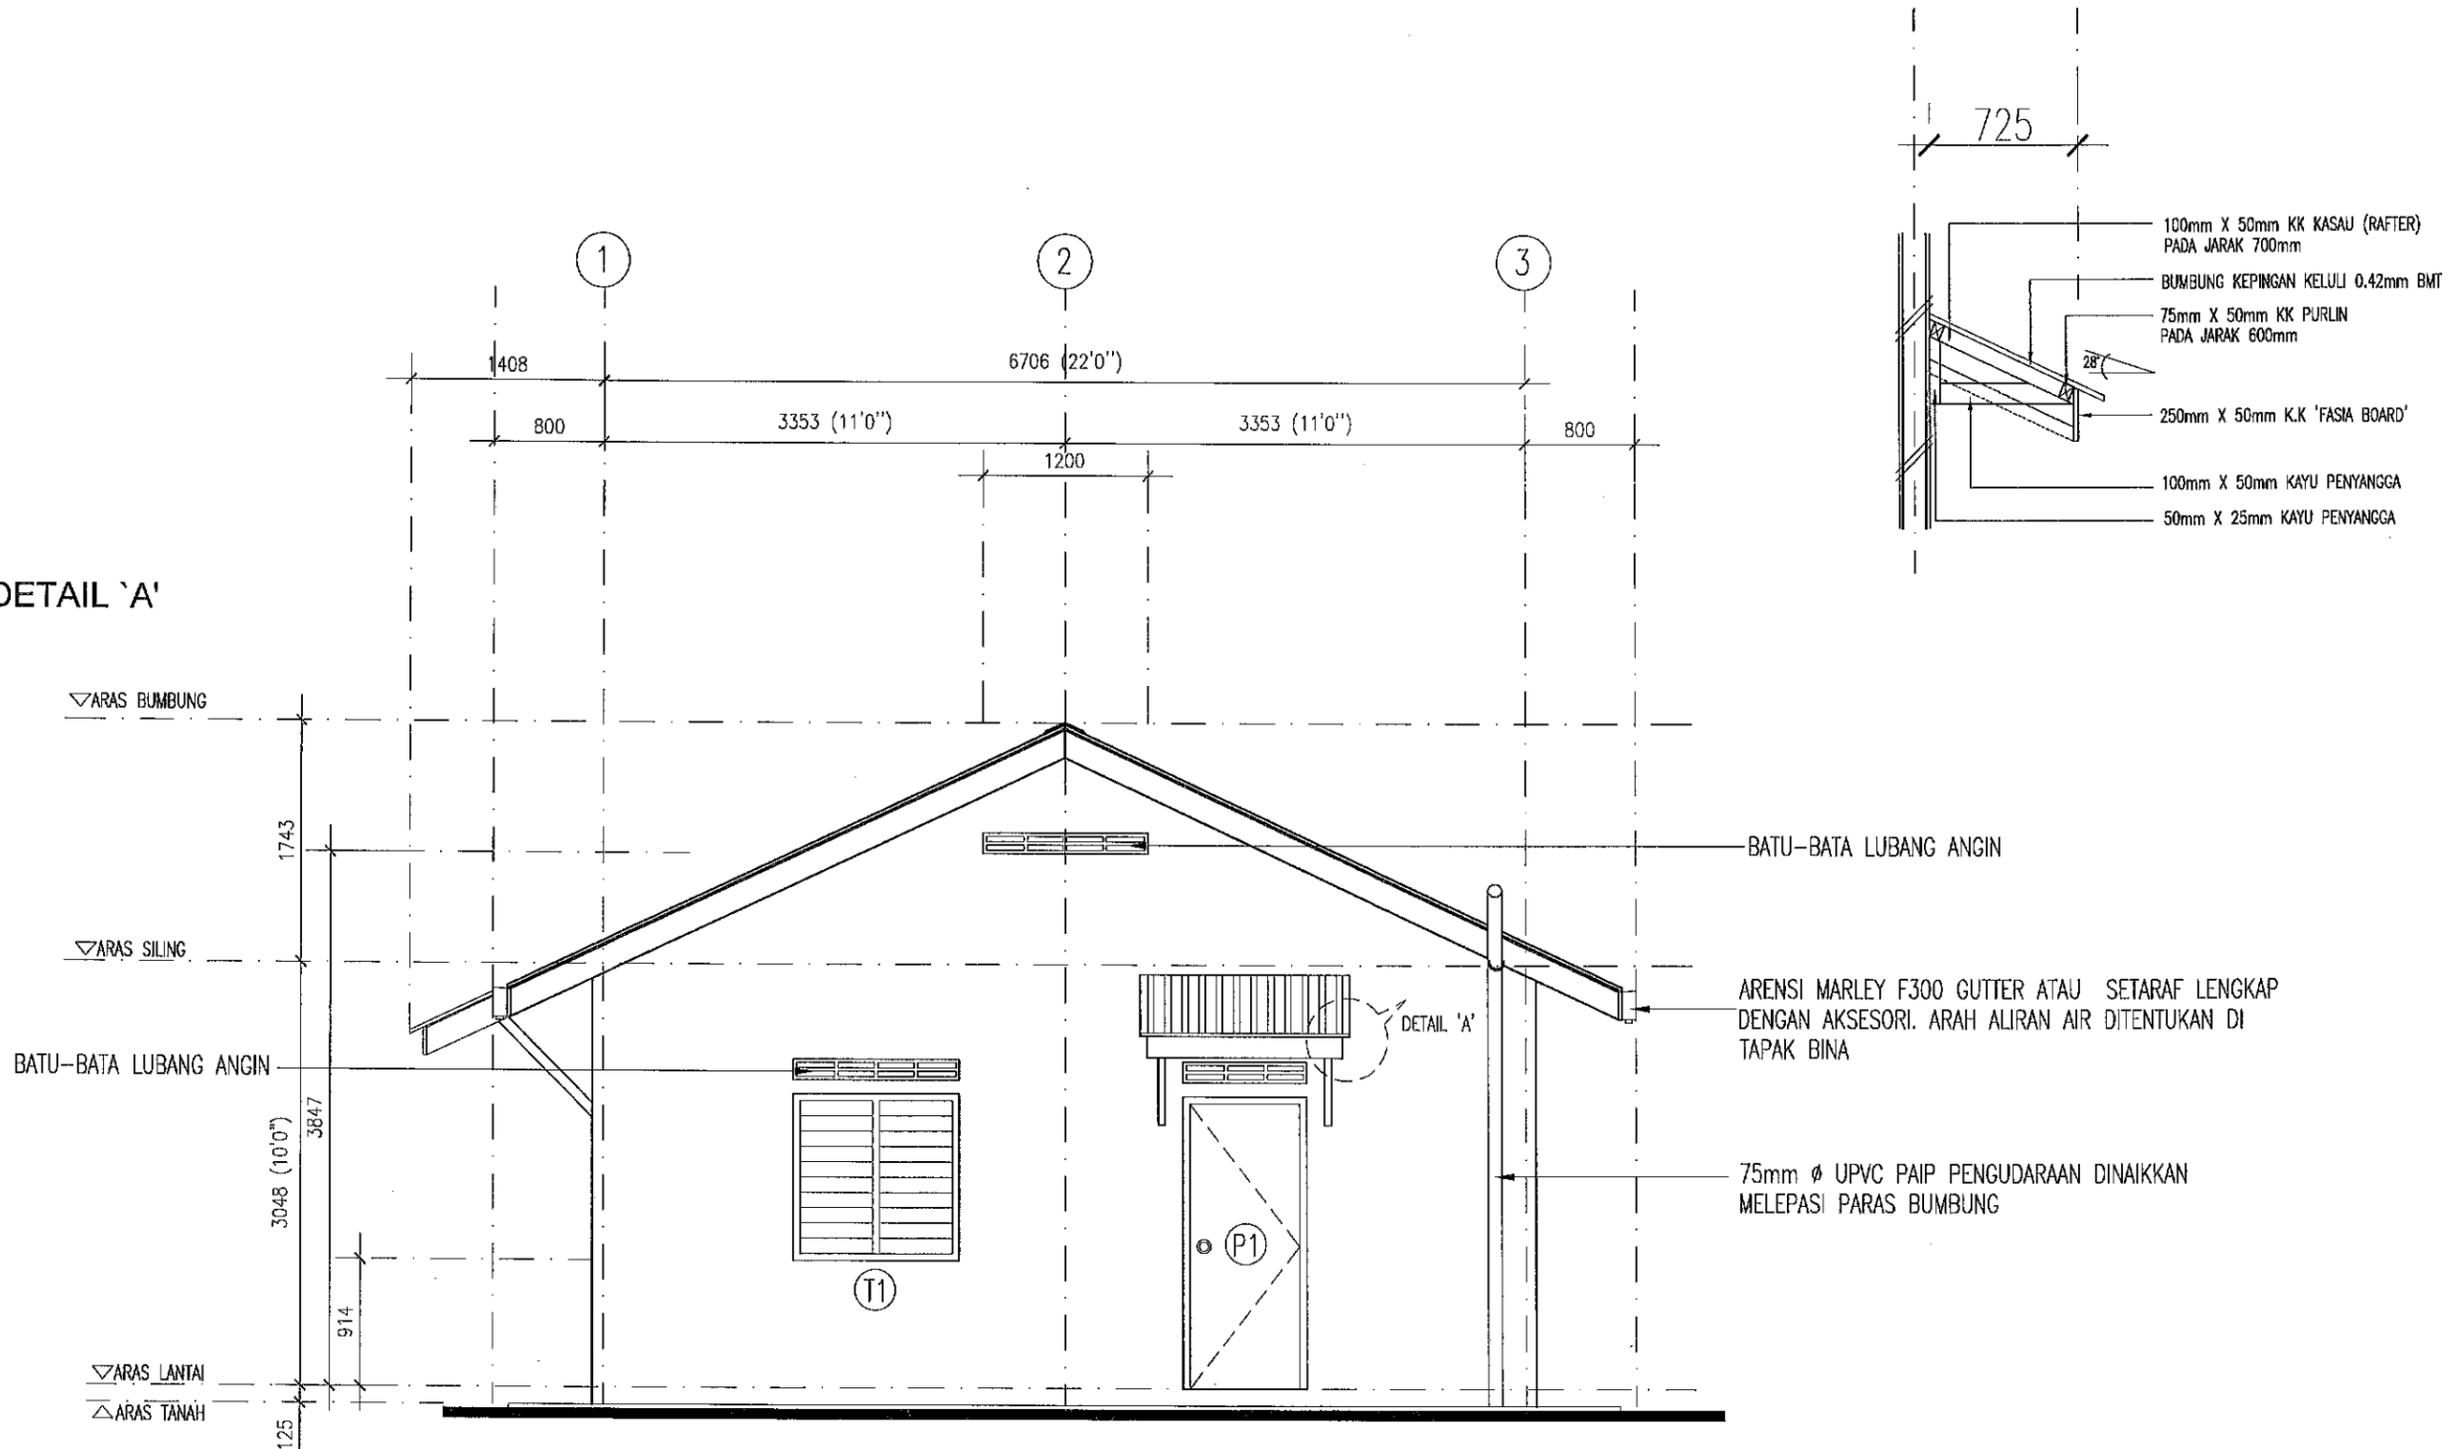 725
100mm X 50mm KK KASAU (RAFTER)
PADA JARAK 700mm
BUMBUNG KEPINGAN KELULI 0.42mm BMT
75mm X 50mm KK PURLIN
PADA JARAK 600mm
28°
250mm X 50mm K.K 'FASIA BOARD'
100mm X 50mm KAYU PENYANGGA
50mm X 25mm KAYU PENYANGGA
1
2
3
1408
6706 (22'0'')
800
3353 (11'0'')
3353 (11'0'')
800
1200
DETAIL `A'
ARAS BUMBUNG
1743
BATU-BATA LUBANG ANGIN
ARAS SILING
ARENSI MARLEY F300 GUTTER ATAU SETARAF LENGKAP
DENGAN AKSESORI. ARAH ALIRAN AIR DITENTUKAN DI
TAPAK BINA
DETAIL 'A'
BATU-BATA LUBANG ANGIN
3847
3048 (10'0")
75mm ø UPVC PAIP PENGUDARAAN DINAIKKAN
MELEPASI PARAS BUMBUNG
P1
T1
914
ARAS LANTAI
ARAS TANAH
125